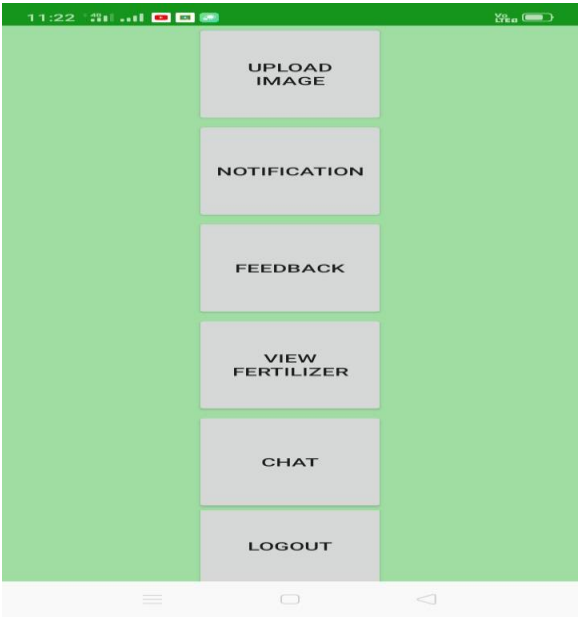 11:22
UPLOAD
IMAGE
NOTIFICATION
FEEDBACK
VIEW
FERTILIZER
CHAT
LOGOUT